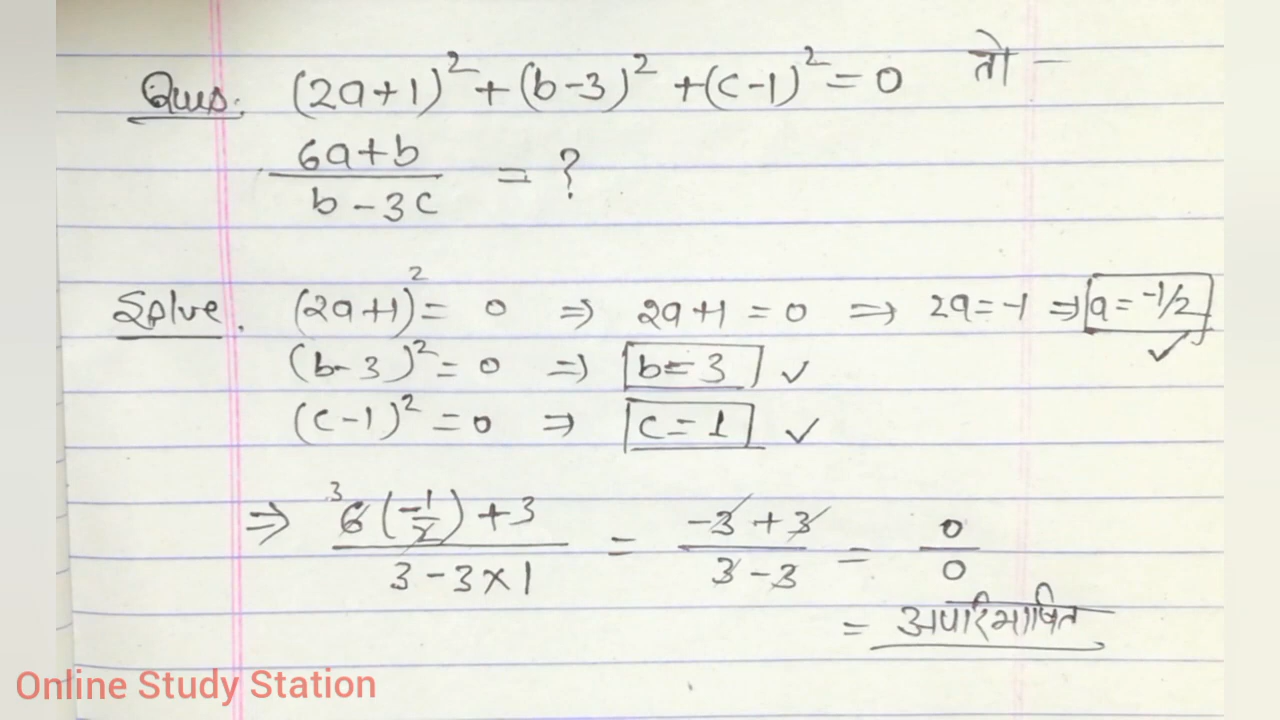 Ques. (2a+1)² + (b-3)² + (c-1)² = 0 तो –
(6a+b)/(b-3c) = ?
Solve. (2a+1)² = 0 ⇒ 2a+1 = 0 ⇒ 2a = -1 ⇒ a = -1/2 ✓
(b-3)² = 0 ⇒ b = 3 ✓
(c-1)² = 0 ⇒ c = 1 ✓
⇒ ³6(-1/2) + 3 / 3-3×1 = -3+3 / 3-3 = 0/0
= अपरिभाषित
Online Study Station